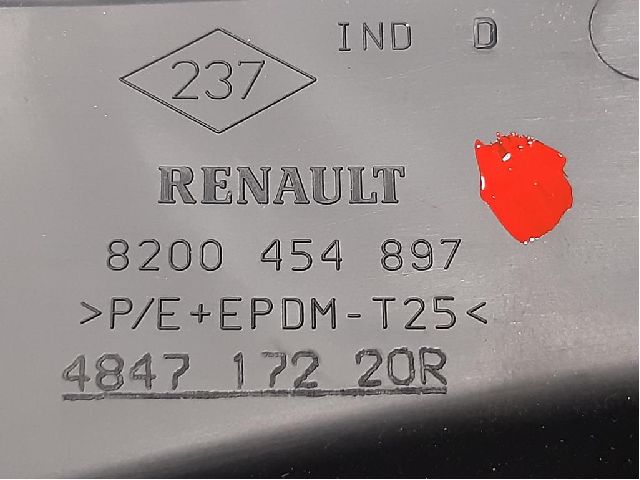 IND D
237
RENAULT
8200 454 897
>P/E+EPDM-T25<
4847 172 20R